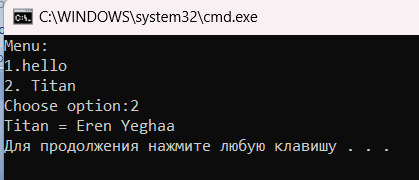 C:\WINDOWS\system32\cmd.exe
Menu:
1.hello
2. Titan
Choose option:2
Titan = Eren Yeghaa
Для продолжения нажмите любую клавишу . . .